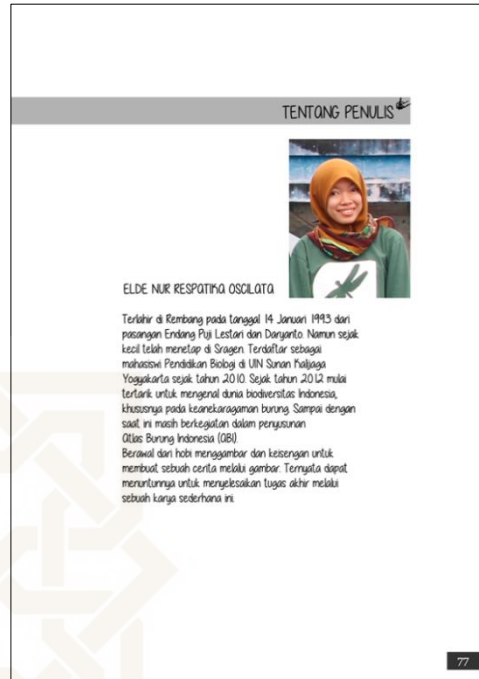 TENTANG PENULIS
ELDE NUR RESPATIKA OSCILATA
Terlahir di Rembang pada tanggal 14 Januari 1993 dari
pasangan Endang Puji Lestari dan Daryanto. Namun sejak
kecil telah menetap di Sragen. Terdaftar sebagai
mahasiswi Pendidikan Biologi di UIN Sunan Kalijaga
Yogyakarta sejak tahun 2010. Sejak tahun 2012 mulai
tertarik untuk mengenal dunia biodiversitas Indonesia,
khususnya pada keanekaragaman burung. Sampai dengan
saat ini masih berkegiatan dalam penyusunan
Atlas Burung Indonesia (ABI).
Berawal dari hobi menggambar dan keisengan untuk
membuat sebuah cerita melalui gambar. Ternyata dapat
menuntunnya untuk menyelesaikan tugas akhir melalui
sebuah karya sederhana ini.
77